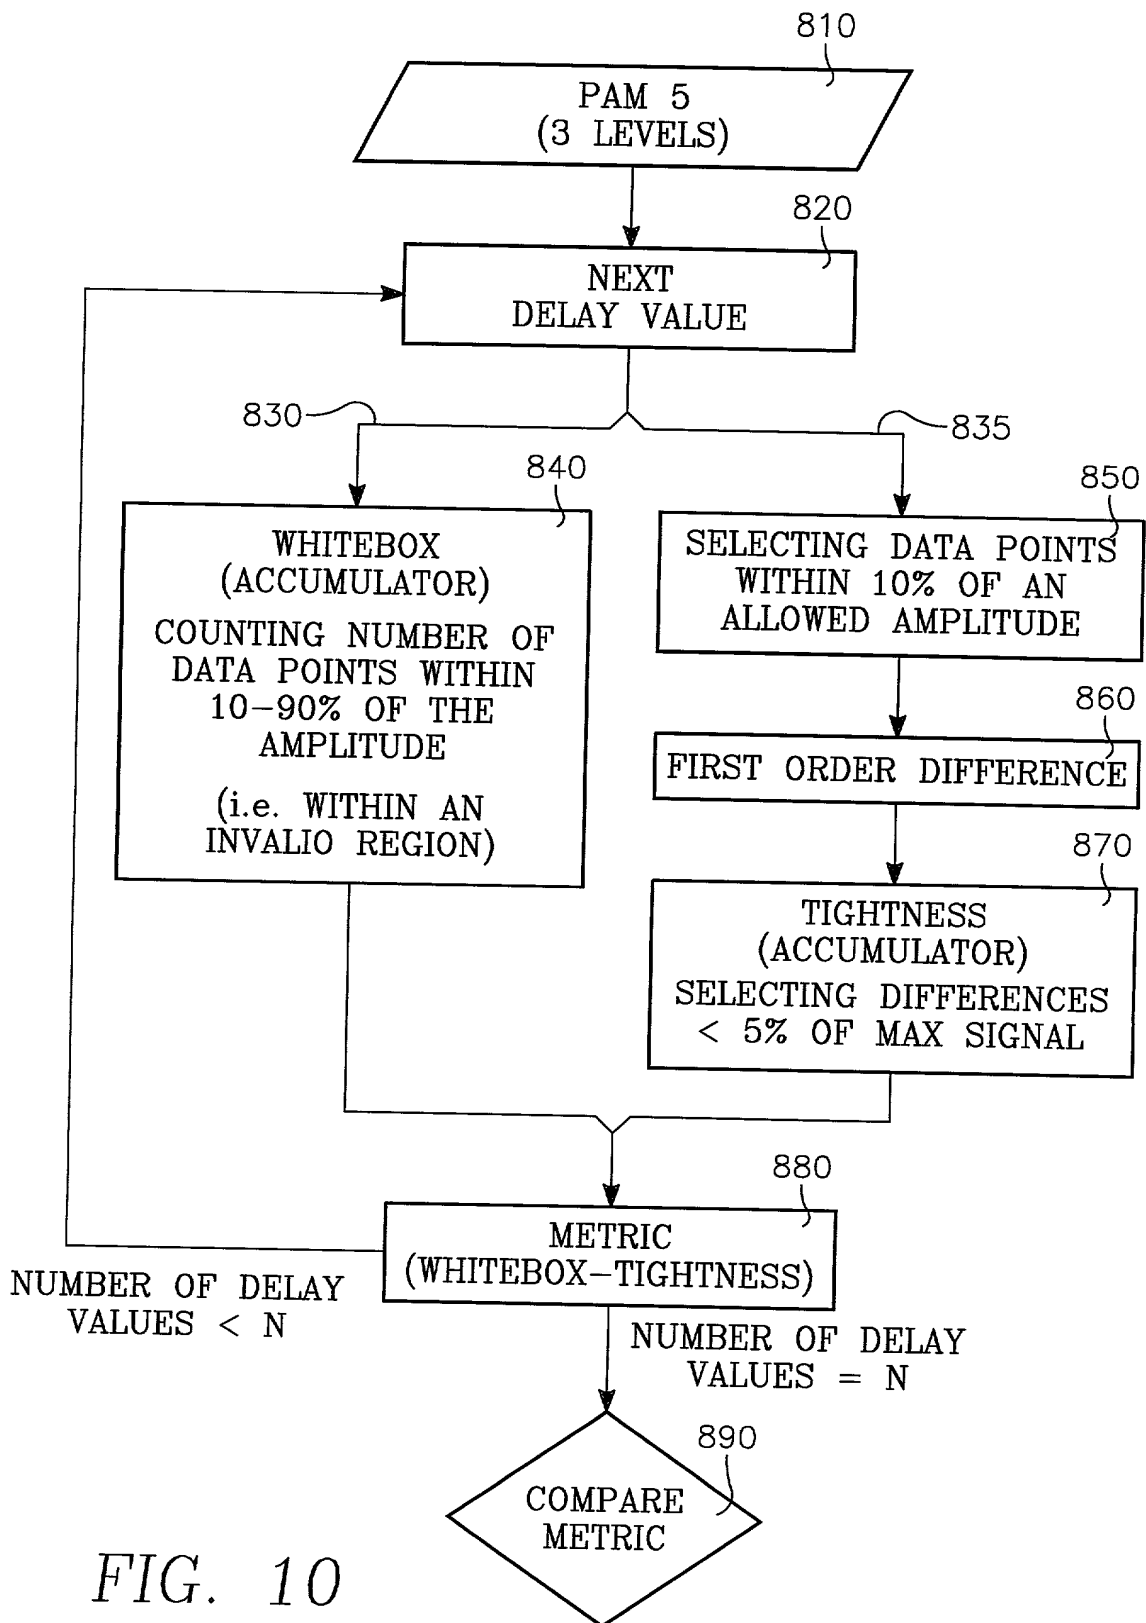 810
PAM 5
(3 LEVELS)
820
NEXT
DELAY VALUE
830
835
840
WHITEBOX
(ACCUMULATOR)
COUNTING NUMBER OF
DATA POINTS WITHIN
10-90% OF THE
AMPLITUDE
(i.e. WITHIN AN
INVALIO REGION)
850
SELECTING DATA POINTS
WITHIN 10% OF AN
ALLOWED AMPLITUDE
860
FIRST ORDER DIFFERENCE
870
TIGHTNESS
(ACCUMULATOR)
SELECTING DIFFERENCES
< 5% OF MAX SIGNAL
880
METRIC
(WHITEBOX-TIGHTNESS)
NUMBER OF DELAY
VALUES < N
NUMBER OF DELAY
VALUES = N
890
COMPARE
METRIC
FIG. 10